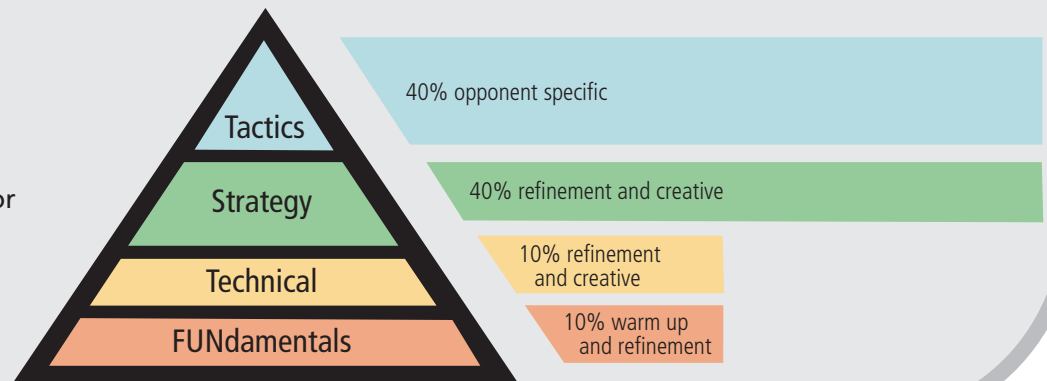 Tactics
40% opponent specific
or
Strategy
40% refinement and creative
Technical
10% refinement
and creative
FUNdamentals
10% warm up
and refinement